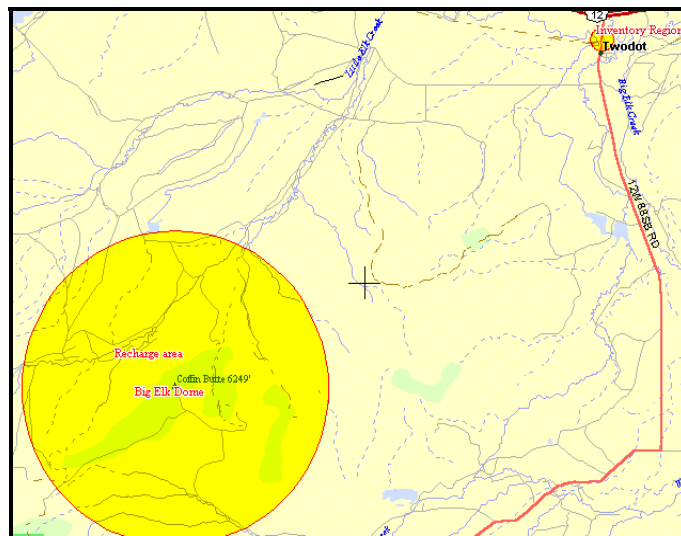 12
Inventory Region
Twodot
Little Elk Creek
Big Elk Creek
12W 88SB RD
Recharge area
Coffin Butte 6249'
Big Elk Dome